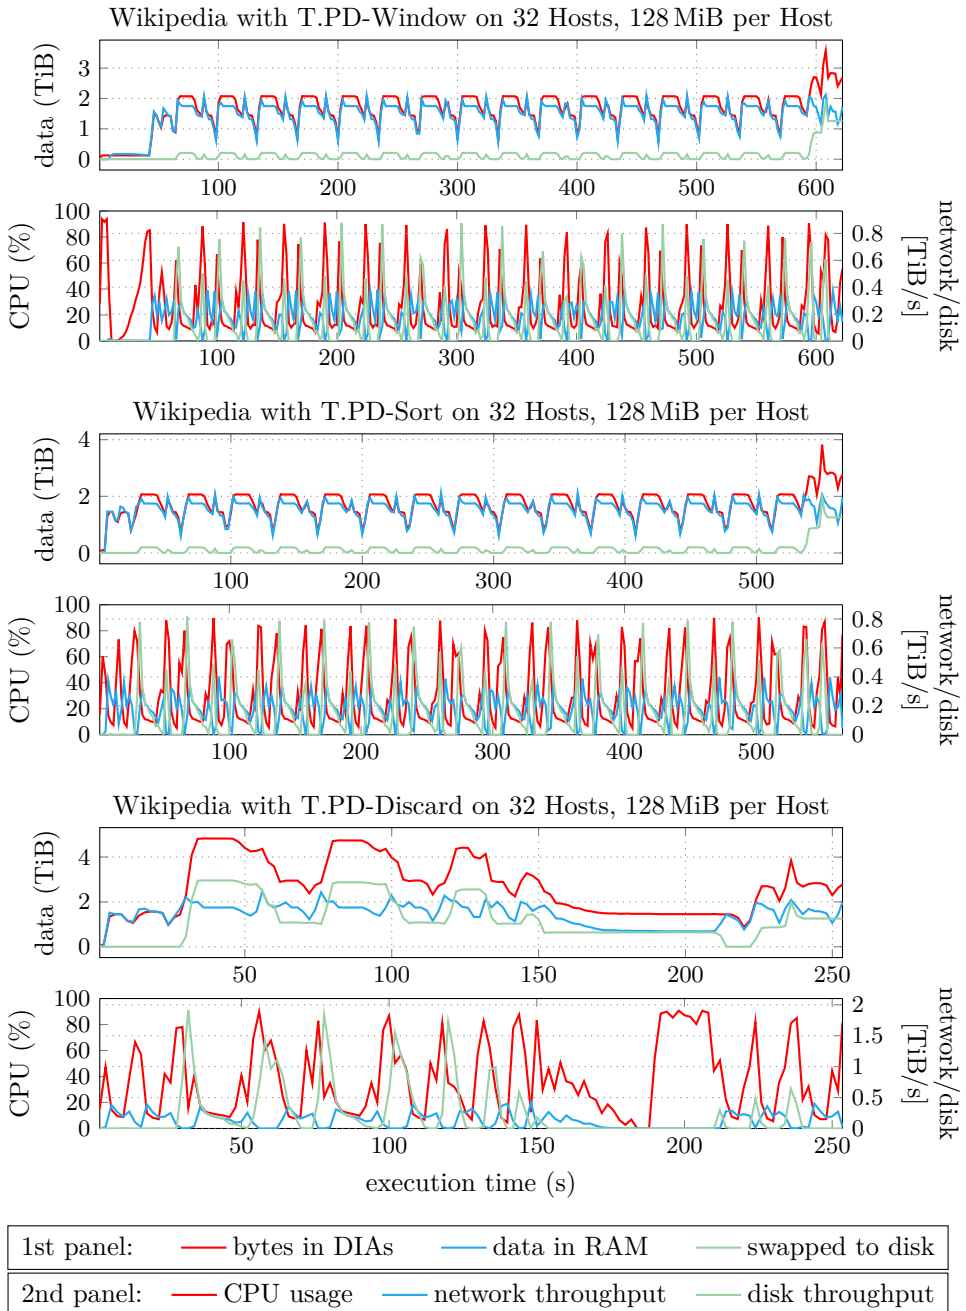 Wikipedia with T.PD-Window on 32 Hosts, 128 MiB per Host
data (TiB)
3
2
1
0
100 200 300 400 500 600
CPU (%)
100
80
60
40
20
0
0.8
0.6
0.4
0.2
0
network/disk
[TiB/s]
100 200 300 400 500 600
Wikipedia with T.PD-Sort on 32 Hosts, 128 MiB per Host
data (TiB)
4
2
0
100 200 300 400 500
CPU (%)
100
80
60
40
20
0
0.8
0.6
0.4
0.2
0
network/disk
[TiB/s]
100 200 300 400 500
Wikipedia with T.PD-Discard on 32 Hosts, 128 MiB per Host
data (TiB)
4
2
0
50 100 150 200 250
CPU (%)
100
80
60
40
20
0
2
1.5
1
0.5
0
network/disk
[TiB/s]
50 100 150 200 250
execution time (s)
1st panel: bytes in DIAs data in RAM swapped to disk
2nd panel: CPU usage network throughput disk throughput